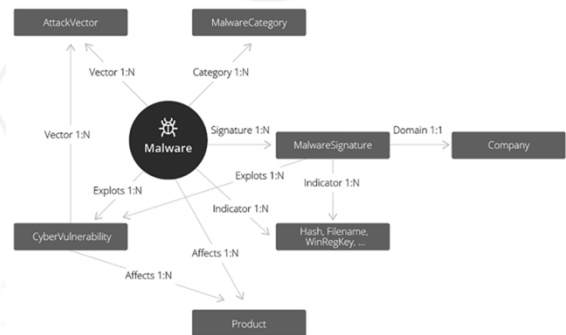 AttackVector
MalwareCategory
Vector 1:N
Category 1:N
Vector 1:N
Malware
Signature 1:N
MalwareSignature
Domain 1:1
Company
Explots 1:N
Explots 1:N
Indicator 1:N
Indicator 1:N
CyberVulnerability
Hash, Filename,
WinRegKey, ...
Affects 1:N
Affects 1:N
Product